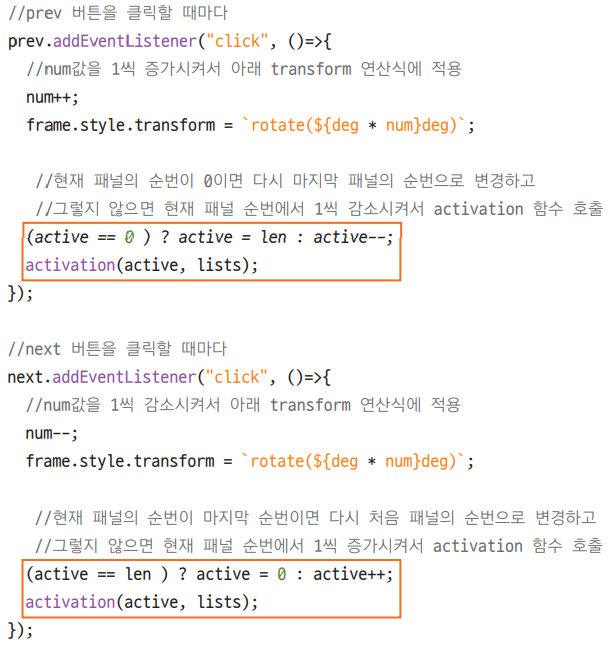 //prev 버튼을 클릭할 때마다
prev.addEventListener("click", ()=>{
//num값을 1씩 증가시켜서 아래 transform 연산식에 적용
num++;
frame.style.transform = `rotate(${deg * num}deg)`;
//현재 패널의 순번이 0이면 다시 마지막 패널의 순번으로 변경하고
//그렇지 않으면 현재 패널 순번에서 1씩 감소시켜서 activation 함수 호출
(active == 0 ) ? active = len : active--;
activation(active, lists);
});
//next 버튼을 클릭할 때마다
next.addEventListener("click", ()=>{
//num값을 1씩 감소시켜서 아래 transform 연산식에 적용
num--;
frame.style.transform = `rotate(${deg * num}deg)`;
//현재 패널의 순번이 마지막 순번이면 다시 처음 패널의 순번으로 변경하고
//그렇지 않으면 현재 패널 순번에서 1씩 증가시켜서 activation 함수 호출
(active == len ) ? active = 0 : active++;
activation(active, lists);
});